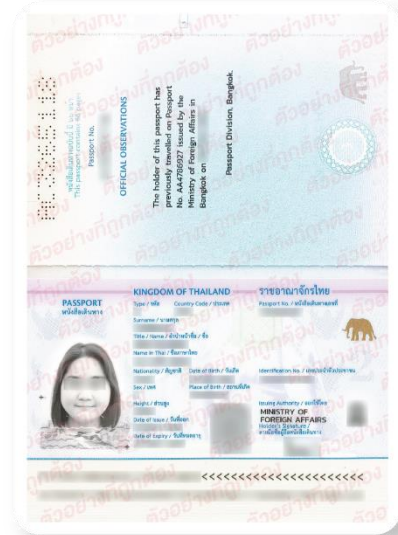 Passport No.
OFFICIAL OBSERVATIONS
The holder of this passport has
previously travelled on Passport
No. AA4786927 issued by the
Ministry of Foreign Affairs in
Bangkok on
Passport Division, Bangkok.
PASSPORT
หนังสือเดินทาง
KINGDOM OF THAILAND ราชอาณาจักรไทย
Type / ชนิด Country Code / ประเทศ Passport No. / หนังสือเดินทางเลขที่
Surname / นามสกุล
Title / Name / คำนำหน้าชื่อ / ชื่อ
Name in Thai / ชื่อภาษาไทย
Nationality / สัญชาติ Date of Birth / วันเกิด Identification No. / เลขประจำตัวประชาชน
Sex / เพศ Place of Birth / สถานที่เกิด
Height / ส่วนสูง Issuing Authority / ออกให้โดย
MINISTRY OF
FOREIGN AFFAIRS
Date of Issue / วันที่ออก Holder's Signature /
Date of Expiry / วันที่หมดอายุ ลายมือชื่อผู้ถือหนังสือเดินทาง
<<<<<<<<<<<<<<<<<<<<<<<
ตัวอย่างที่ถูกต้อง